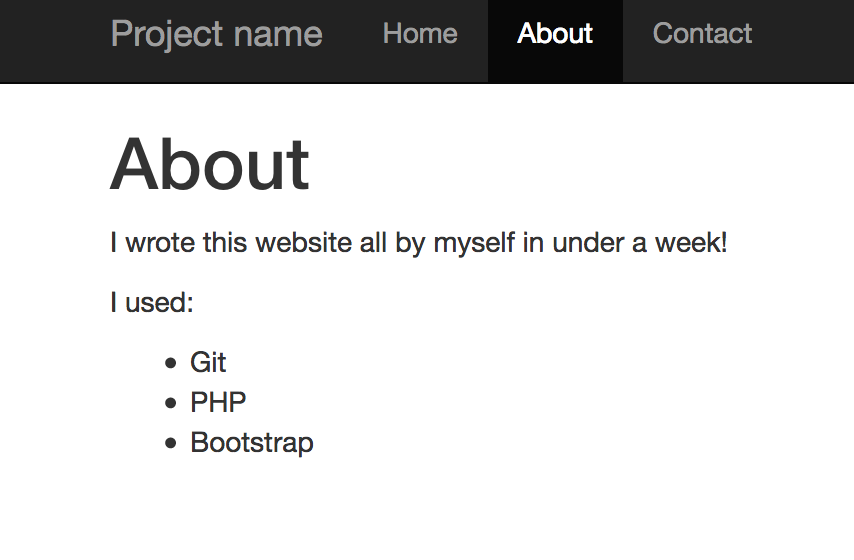 Project name Home About Contact
About
I wrote this website all by myself in under a week!
I used:
• Git
• PHP
• Bootstrap